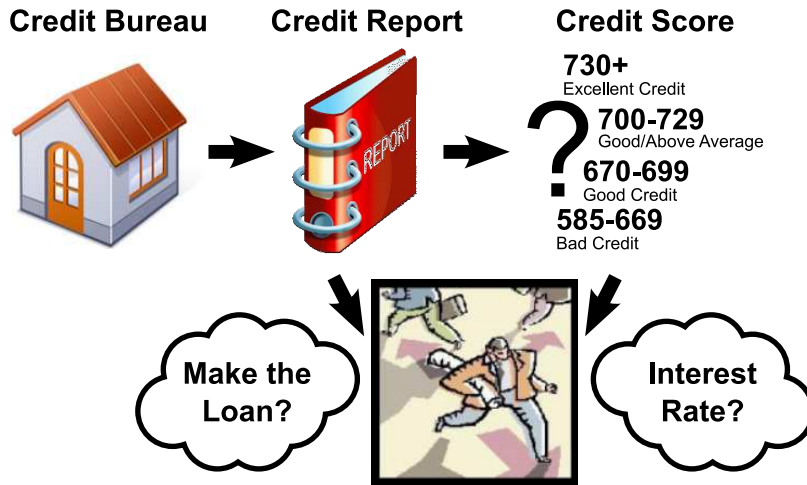 Credit Bureau
Credit Report
Credit Score
730+
Excellent Credit
?
700-729
Good/Above Average
670-699
Good Credit
585-669
Bad Credit
REPORT
Make the
Loan?
Interest
Rate?